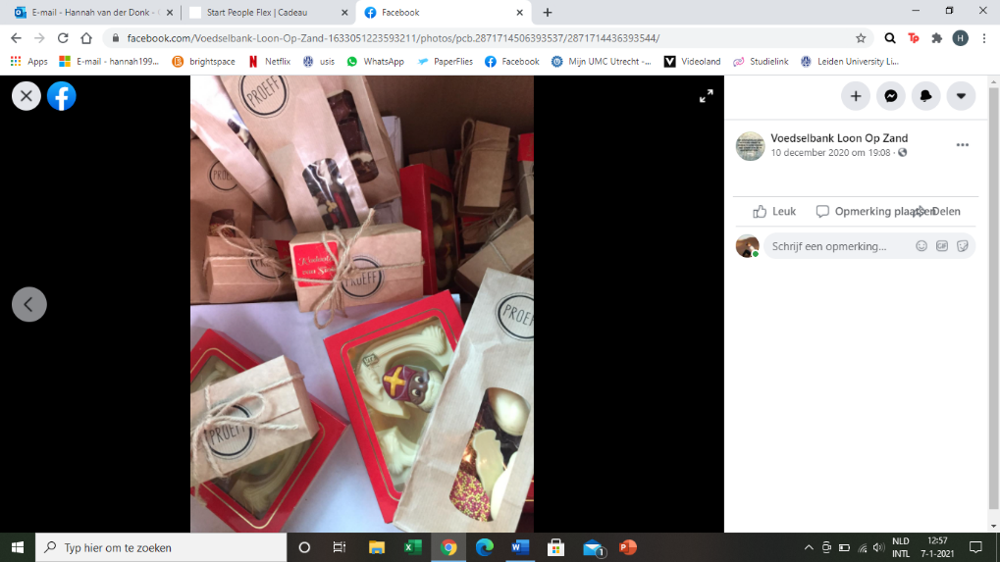 E-mail - Hannah van der Donk -
Start People Flex | Cadeau
Facebook
facebook.com/Voedselbank-Loon-Op-Zand-1633051223593211/photos/pcb.2871714506393537/2871714436393544/
H
Apps
E-mail - hannah199...
brightspace
Netflix
usis
WhatsApp
PaperFlies
Facebook
Mijn UMC Utrecht -...
Videoland
Studielink
Leiden University Li...
PROEFF
PROEFF
PROEFF
PROEFF
PROEFF
Voedselbank Loon Op Zand
10 december 2020 om 19:08 ·
Leuk
Opmerking plaatsen
Delen
Schrijf een opmerking...
GIF
Typ hier om te zoeken
1
NLD
INTL
12:57
7-1-2021